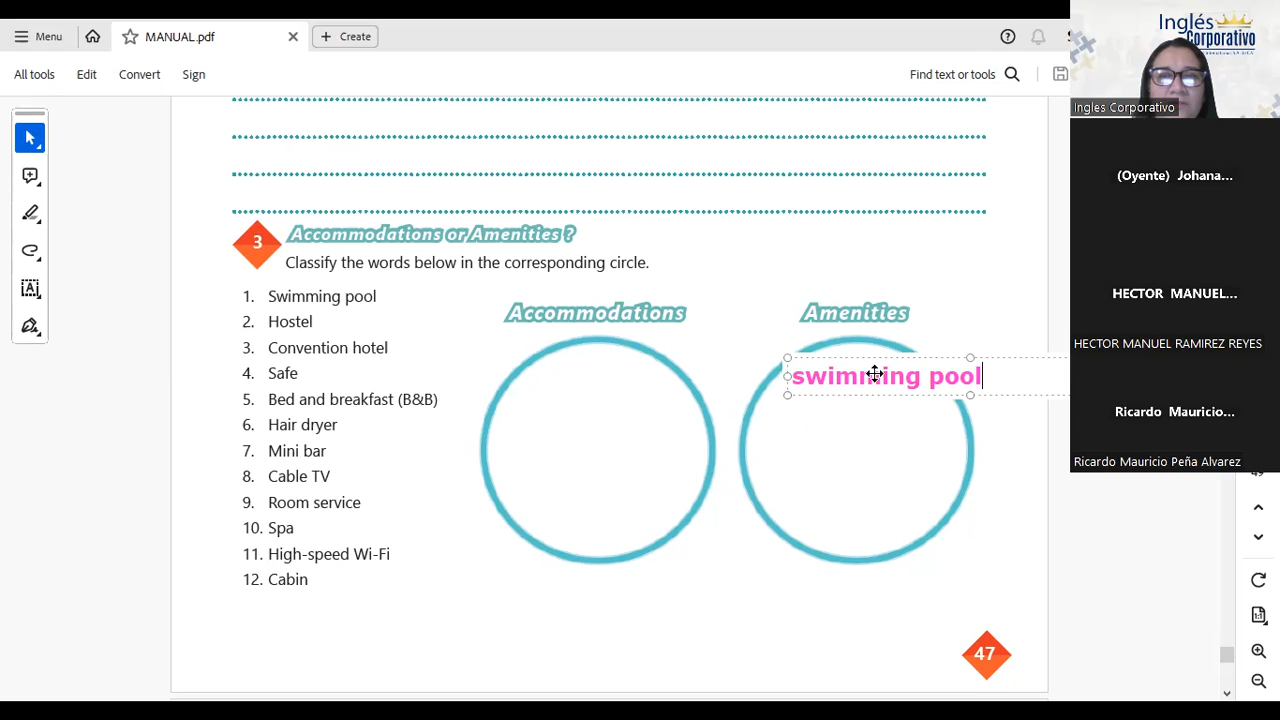 Menu
MANUAL.pdf
Create
All tools
Edit
Convert
Sign
Find text or tools
Inglés
Corporativo
Ingles Corporativo
(Oyente) Johana...
HECTOR MANUEL...
HECTOR MANUEL RAMIREZ REYES
Ricardo Mauricio...
Ricardo Mauricio Peña Alvarez
3
Accommodations or Amenities ?
Classify the words below in the corresponding circle.
1. Swimming pool
2. Hostel
3. Convention hotel
4. Safe
5. Bed and breakfast (B&B)
6. Hair dryer
7. Mini bar
8. Cable TV
9. Room service
10. Spa
11. High-speed Wi-Fi
12. Cabin
Accommodations
Amenities
swimming pool
47